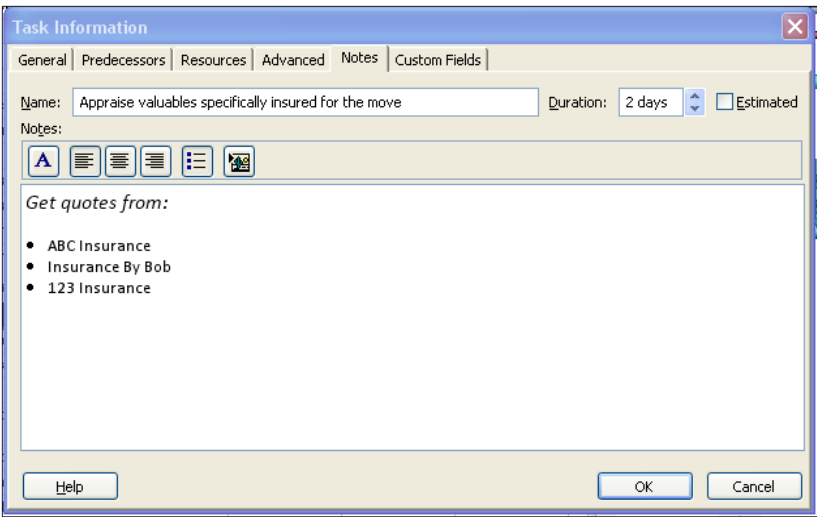 Task Information
General Predecessors Resources Advanced Notes Custom Fields
Name: Appraise valuables specifically insured for the move Duration: 2 days Estimated
Notes:
A
Get quotes from:
• ABC Insurance
• Insurance By Bob
• 123 Insurance
Help OK Cancel